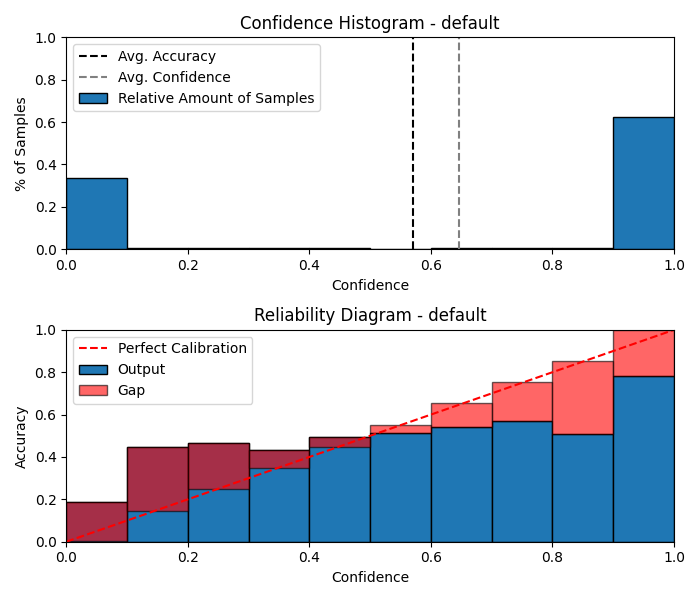 Confidence Histogram - default
1.0
0.8
0.6
0.4
0.2
0.0
% of Samples
Avg. Accuracy
Avg. Confidence
Relative Amount of Samples
0.0 0.2 0.4 0.6 0.8 1.0
Confidence
Reliability Diagram - default
1.0
0.8
0.6
0.4
0.2
0.0
Accuracy
Perfect Calibration
Output
Gap
0.0 0.2 0.4 0.6 0.8 1.0
Confidence